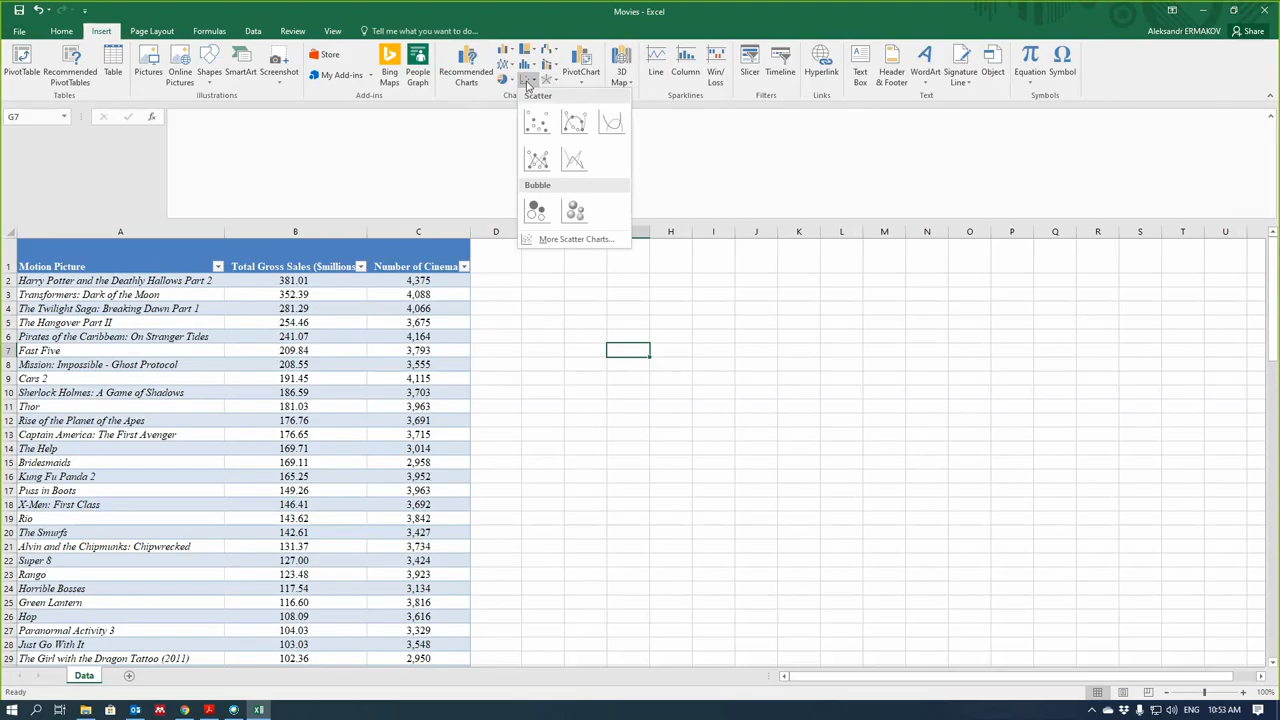 Movies - Excel
Aleksandr ERMAKOV
Share
File
Home
Insert
Page Layout
Formulas
Data
Review
View
Tell me what you want to do...
PivotTable
Recommended PivotTables
Table
Tables
Pictures
Online Pictures
Shapes
SmartArt
Screenshot
Illustrations
Store
My Add-ins
Bing Maps
People Graph
Add-ins
Recommended Charts
PivotChart
3D Map
Line
Column
Win/Loss
Sparklines
Slicer
Timeline
Filters
Hyperlink
Links
Text Box
Header & Footer
WordArt
Signature Line
Object
Text
Equation
Symbol
Symbols
Scatter
Bubble
More Scatter Charts...
G7
fx
A B C D E H I J K L M N O P Q R S T U
1 Motion Picture Total Gross Sales ($millions Number of Cinema
2 Harry Potter and the Deathly Hallows Part 2 381.01 4,375
3 Transformers: Dark of the Moon 352.39 4,088
4 The Twilight Saga: Breaking Dawn Part 1 281.29 4,066
5 The Hangover Part II 254.46 3,675
6 Pirates of the Caribbean: On Stranger Tides 241.07 4,164
7 Fast Five 209.84 3,793
8 Mission: Impossible - Ghost Protocol 208.55 3,555
9 Cars 2 191.45 4,115
10 Sherlock Holmes: A Game of Shadows 186.59 3,703
11 Thor 181.03 3,963
12 Rise of the Planet of the Apes 176.76 3,691
13 Captain America: The First Avenger 176.65 3,715
14 The Help 169.71 3,014
15 Bridesmaids 169.11 2,958
16 Kung Fu Panda 2 165.25 3,952
17 Puss in Boots 149.26 3,963
18 X-Men: First Class 146.41 3,692
19 Rio 143.62 3,842
20 The Smurfs 142.61 3,427
21 Alvin and the Chipmunks: Chipwrecked 131.37 3,734
22 Super 8 127.00 3,424
23 Rango 123.48 3,923
24 Horrible Bosses 117.54 3,134
25 Green Lantern 116.60 3,816
26 Hop 108.09 3,616
27 Paranormal Activity 3 104.03 3,329
28 Just Go With It 103.03 3,548
29 The Girl with the Dragon Tattoo (2011) 102.36 2,950
Data
Ready
100%
ENG
10:53 AM